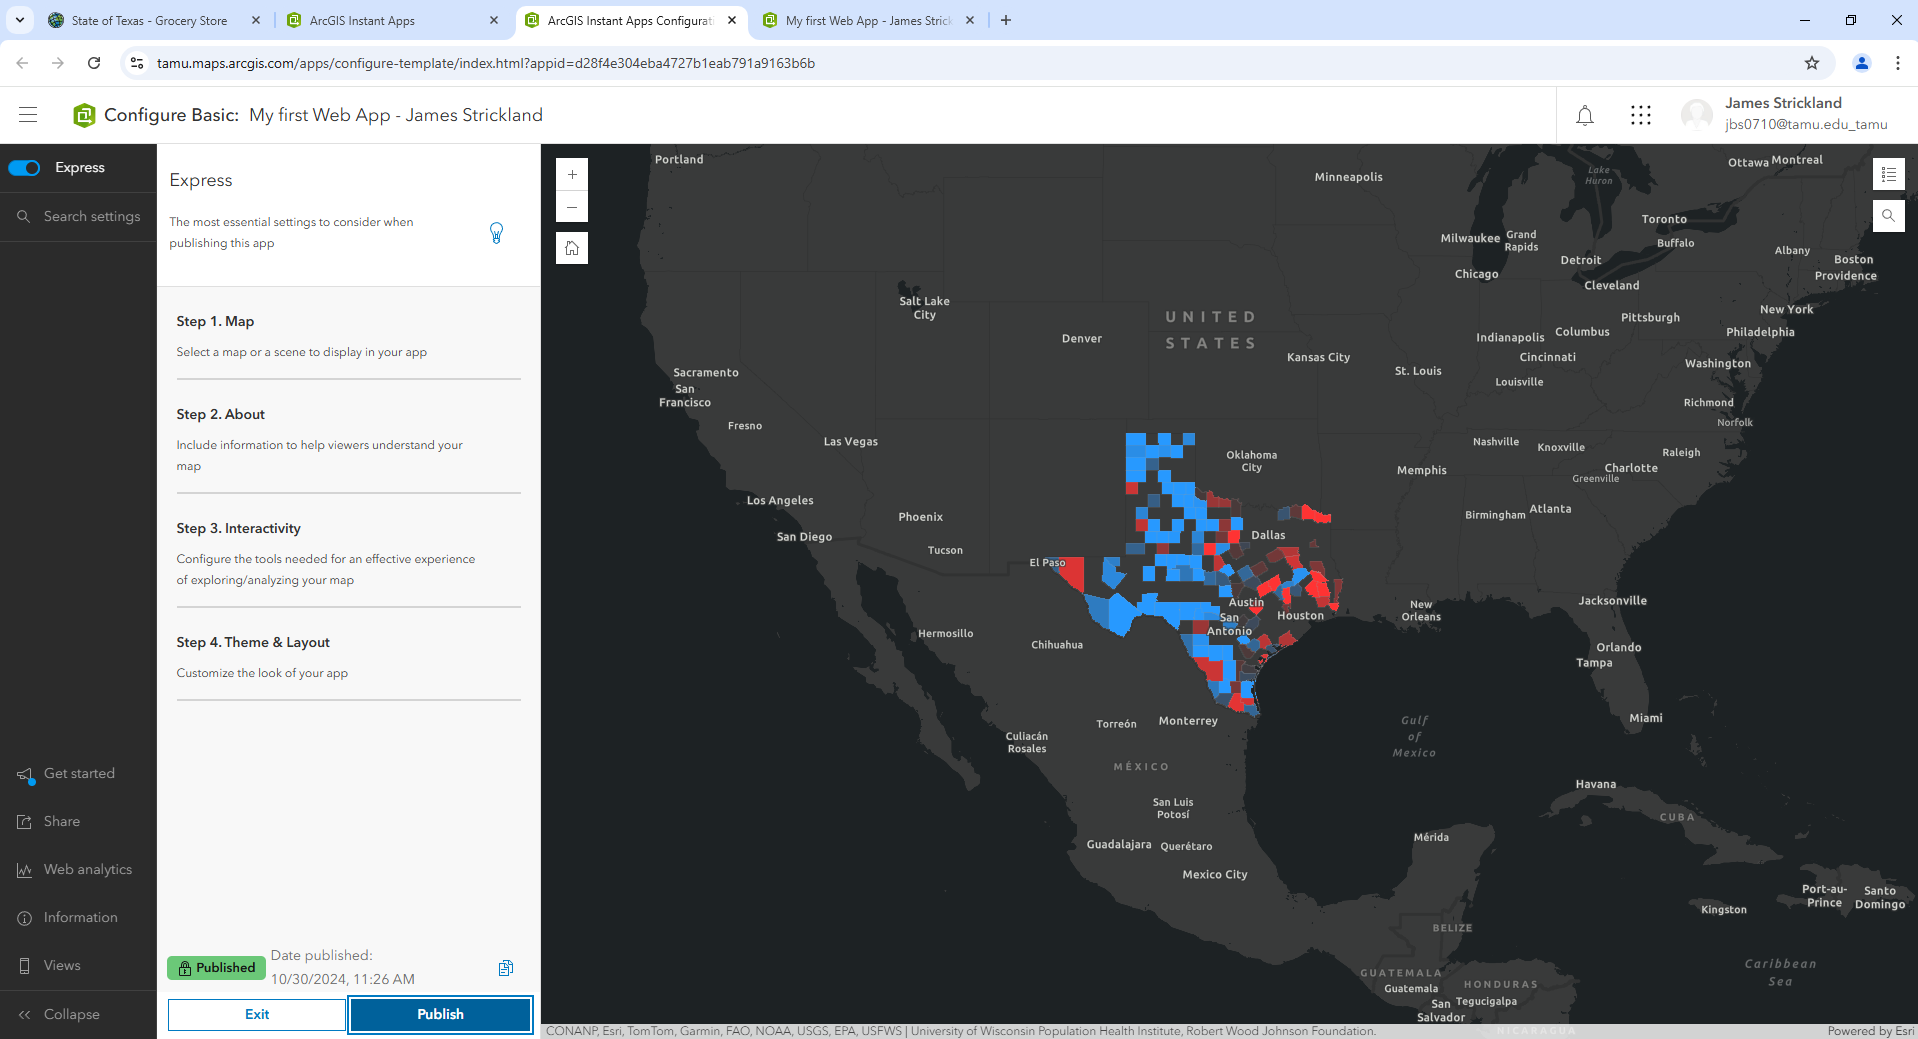 State of Texas - Grocery Store
ArcGIS Instant Apps
ArcGIS Instant Apps Configurati
My first Web App - James Strick
tamu.maps.arcgis.com/apps/configure-template/index.html?appid=d28f4e304eba4727b1eab791a9163b6b
Configure Basic: My first Web App - James Strickland
James Strickland
jbs0710@tamu.edu_tamu
Express
Search settings
Get started
Share
Web analytics
Information
Views
Collapse
Express
The most essential settings to consider when
publishing this app
Step 1. Map
Select a map or a scene to display in your app
Step 2. About
Include information to help viewers understand your
map
Step 3. Interactivity
Configure the tools needed for an effective experience
of exploring/analyzing your map
Step 4. Theme & Layout
Customize the look of your app
Published
Date published:
10/30/2024, 11:26 AM
Exit
Publish
Portland
Minneapolis
Lake
Huron
Ottawa
Montreal
Toronto
Milwaukee
Grand
Rapids
Buffalo
Albany
Boston
Detroit
Providence
Chicago
Cleveland
Salt Lake
City
New York
UNITED
STATES
Pittsburgh
Denver
Indianapolis
Columbus
Philadelphia
Kansas City
Cincinnati
Washington
Sacramento
St. Louis
Louisville
San
Francisco
Richmond
Fresno
Norfolk
Las Vegas
Nashville
Knoxville
Raleigh
Oklahoma
City
Memphis
Charlotte
Greenville
Los Angeles
Phoenix
Birmingham
Atlanta
San Diego
Dallas
Tucson
El Paso
Austin
New
Orleans
Jacksonville
San
Antonio
Houston
Hermosillo
Chihuahua
Orlando
Tampa
Torreón
Monterrey
Miami
Gulf
of
Mexico
Culiacán
Rosales
MÉXICO
Havana
San Luis
Potosí
CUBA
Mérida
Guadalajara
Querétaro
Mexico City
Port-au-
Prince
Santo
Domingo
Kingston
BELIZE
Caribbean
Sea
GUATEMALA
Guatemala
HONDURAS
San
Salvador
Tegucigalpa
NICARAGUA
CONANP, Esri, TomTom, Garmin, FAO, NOAA, USGS, EPA, USFWS | University of Wisconsin Population Health Institute, Robert Wood Johnson Foundation.
Powered by Esri